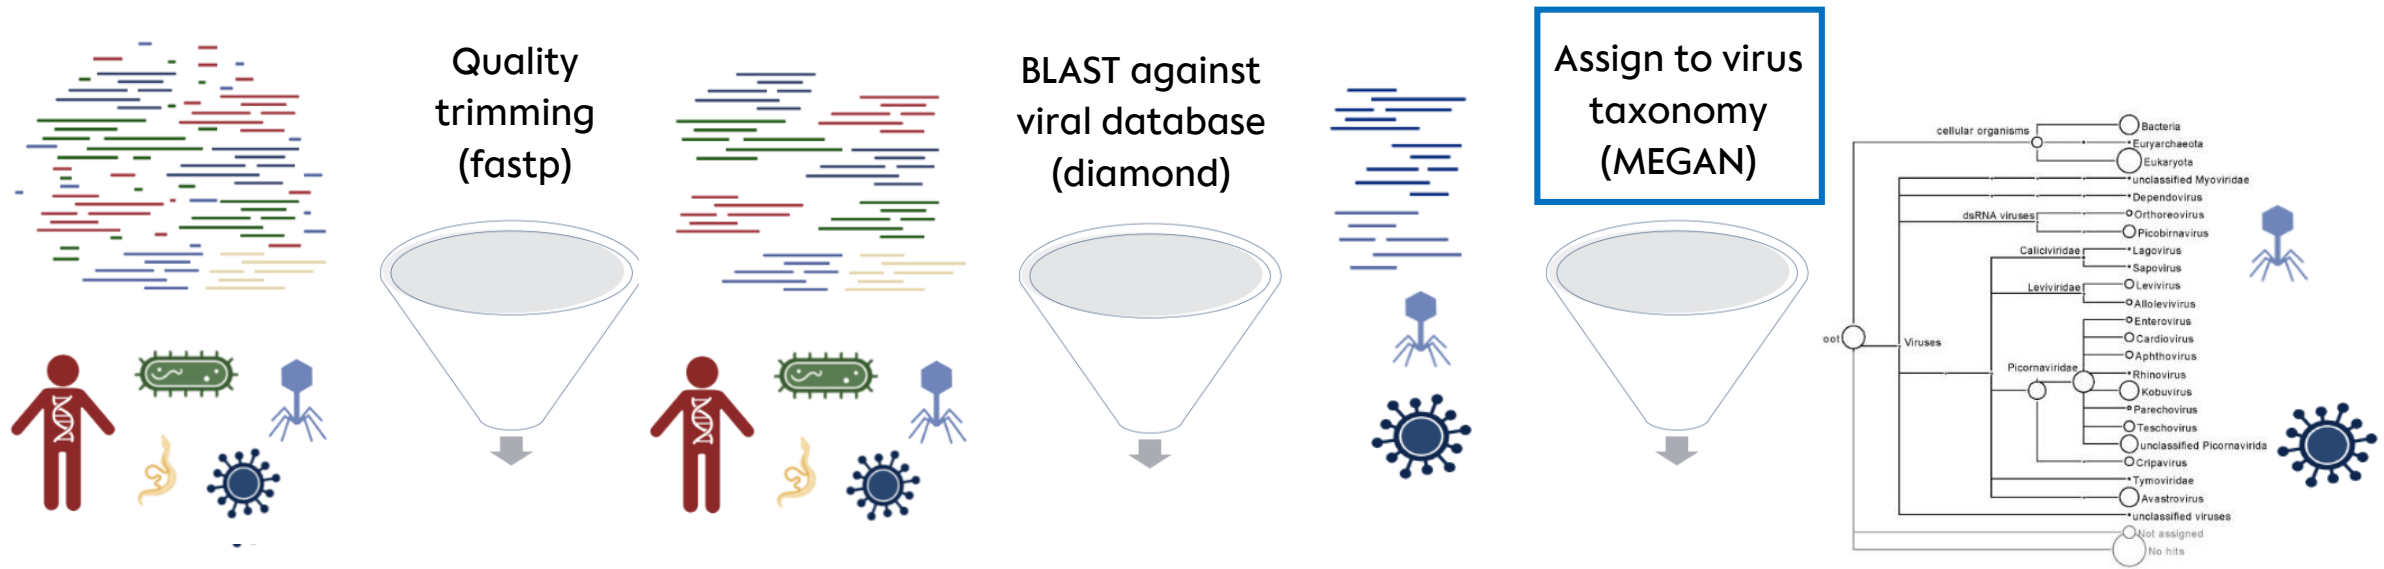 Quality
trimming
(fastp)
BLAST against
viral database
(diamond)
Assign to virus
taxonomy
(MEGAN)
cellular organisms
Bacteria
Euryarchaeota
Eukaryota
unclassified Myoviridae
Dependovirus
dsRNA viruses
Orthoreovirus
Picobirnavirus
Caliciviridae
Lagovirus
Sapovirus
Leviviridae
Levivirus
Allolevivirus
Enterovirus
oot
Viruses
Cardiovirus
Aphthovirus
Picornaviridae
Rhinovirus
Kobuvirus
Parechovirus
Teschovirus
unclassified Picornavirida
Cripavirus
Tymoviridae
Avastrovirus
unclassified viruses
Not assigned
No hits